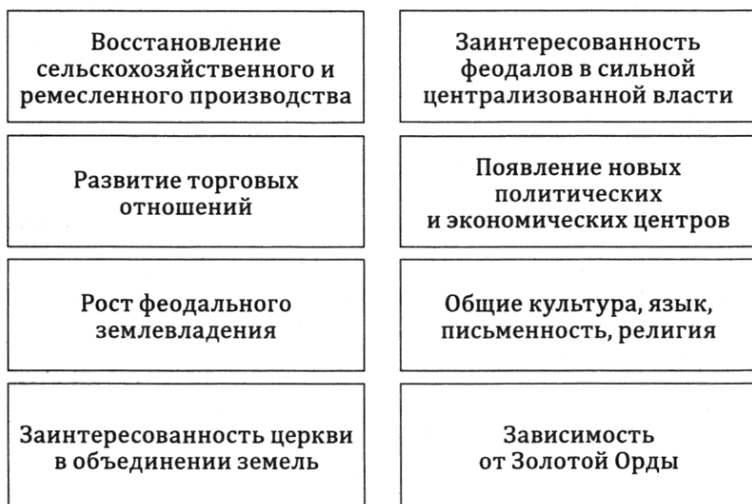 Восстановление
сельскохозяйственного и
ремесленного производства
Заинтересованность
феодалов в сильной
централизованной власти
Развитие торговых
отношений
Появление новых
политических
и экономических центров
Рост феодального
землевладения
Общие культура, язык,
письменность, религия
Заинтересованность церкви
в объединении земель
Зависимость
от Золотой Орды